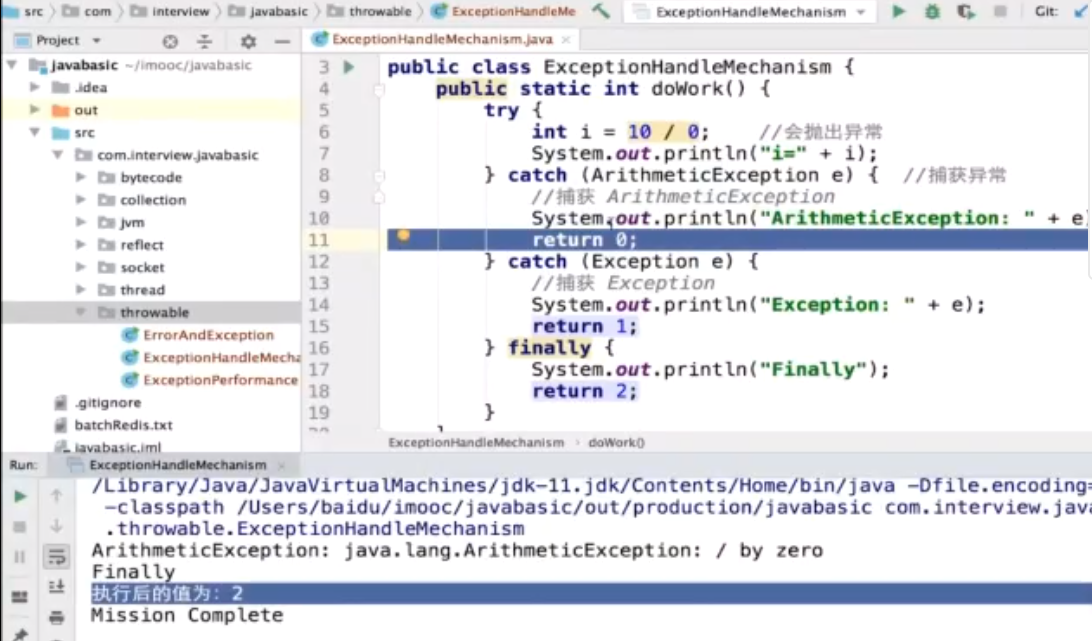 src com interview javabasic throwable ExceptionHandleMe ExceptionHandleMechanism Git:
Project
ExceptionHandleMechanism.java
javabasic ~/imooc/javabasic
.idea
out
src
com.interview.javabasic
bytecode
collection
jvm
reflect
socket
thread
throwable
ErrorAndException
ExceptionHandleMecha
ExceptionPerformance
.gitignore
batchRedis.txt
javabasic.iml
3 public class ExceptionHandleMechanism {
4 public static int doWork() {
5 try {
6 int i = 10 / 0; //会抛出异常
7 System.out.println("i=" + i);
8 } catch (ArithmeticException e) { //捕获异常
9 //捕获 ArithmeticException
10 System.out.println("ArithmeticException: " + e
11 return 0;
12 } catch (Exception e) {
13 //捕获 Exception
14 System.out.println("Exception: " + e);
15 return 1;
16 } finally {
17 System.out.println("Finally");
18 return 2;
19 }
ExceptionHandleMechanism › doWork()
Run: ExceptionHandleMechanism
/Library/Java/JavaVirtualMachines/jdk-11.jdk/Contents/Home/bin/java -Dfile.encoding=
-classpath /Users/baidu/imooc/javabasic/out/production/javabasic com.interview.java
.throwable.ExceptionHandleMechanism
ArithmeticException: java.lang.ArithmeticException: / by zero
Finally
执行后的值为：2
Mission Complete